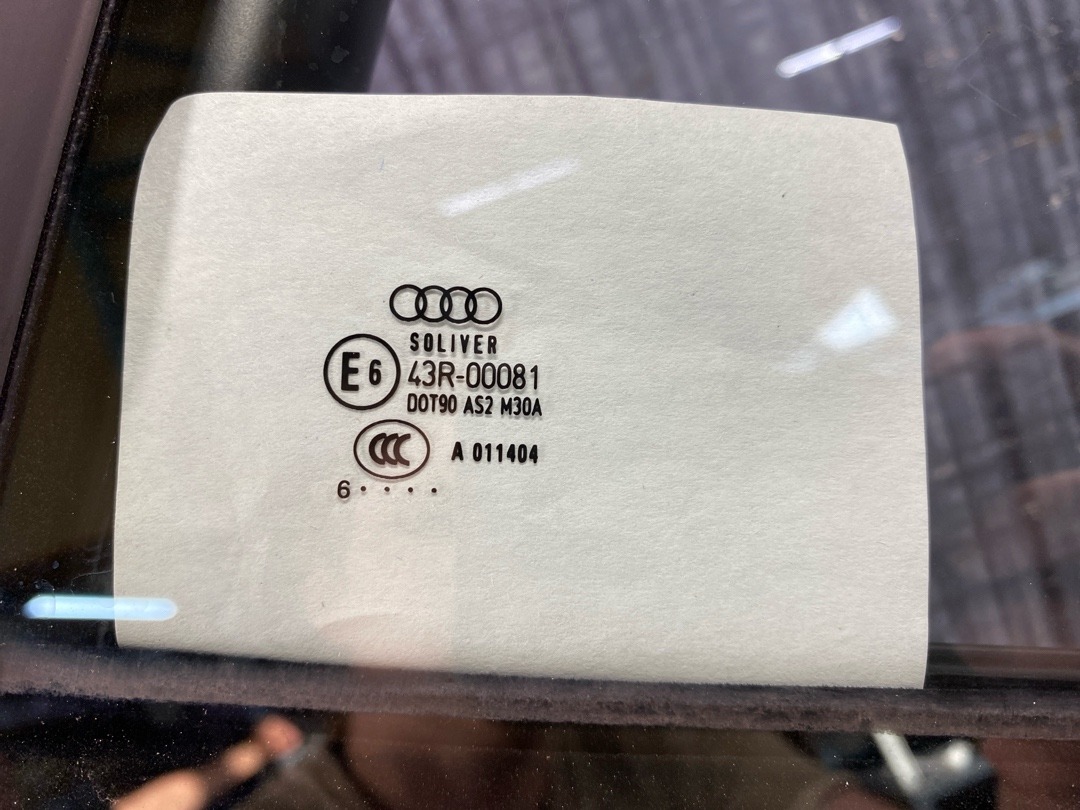 SOLIVER
E6 43R-00081
DOT90 AS2 M30A
CCC A 011404
6 · · · ·